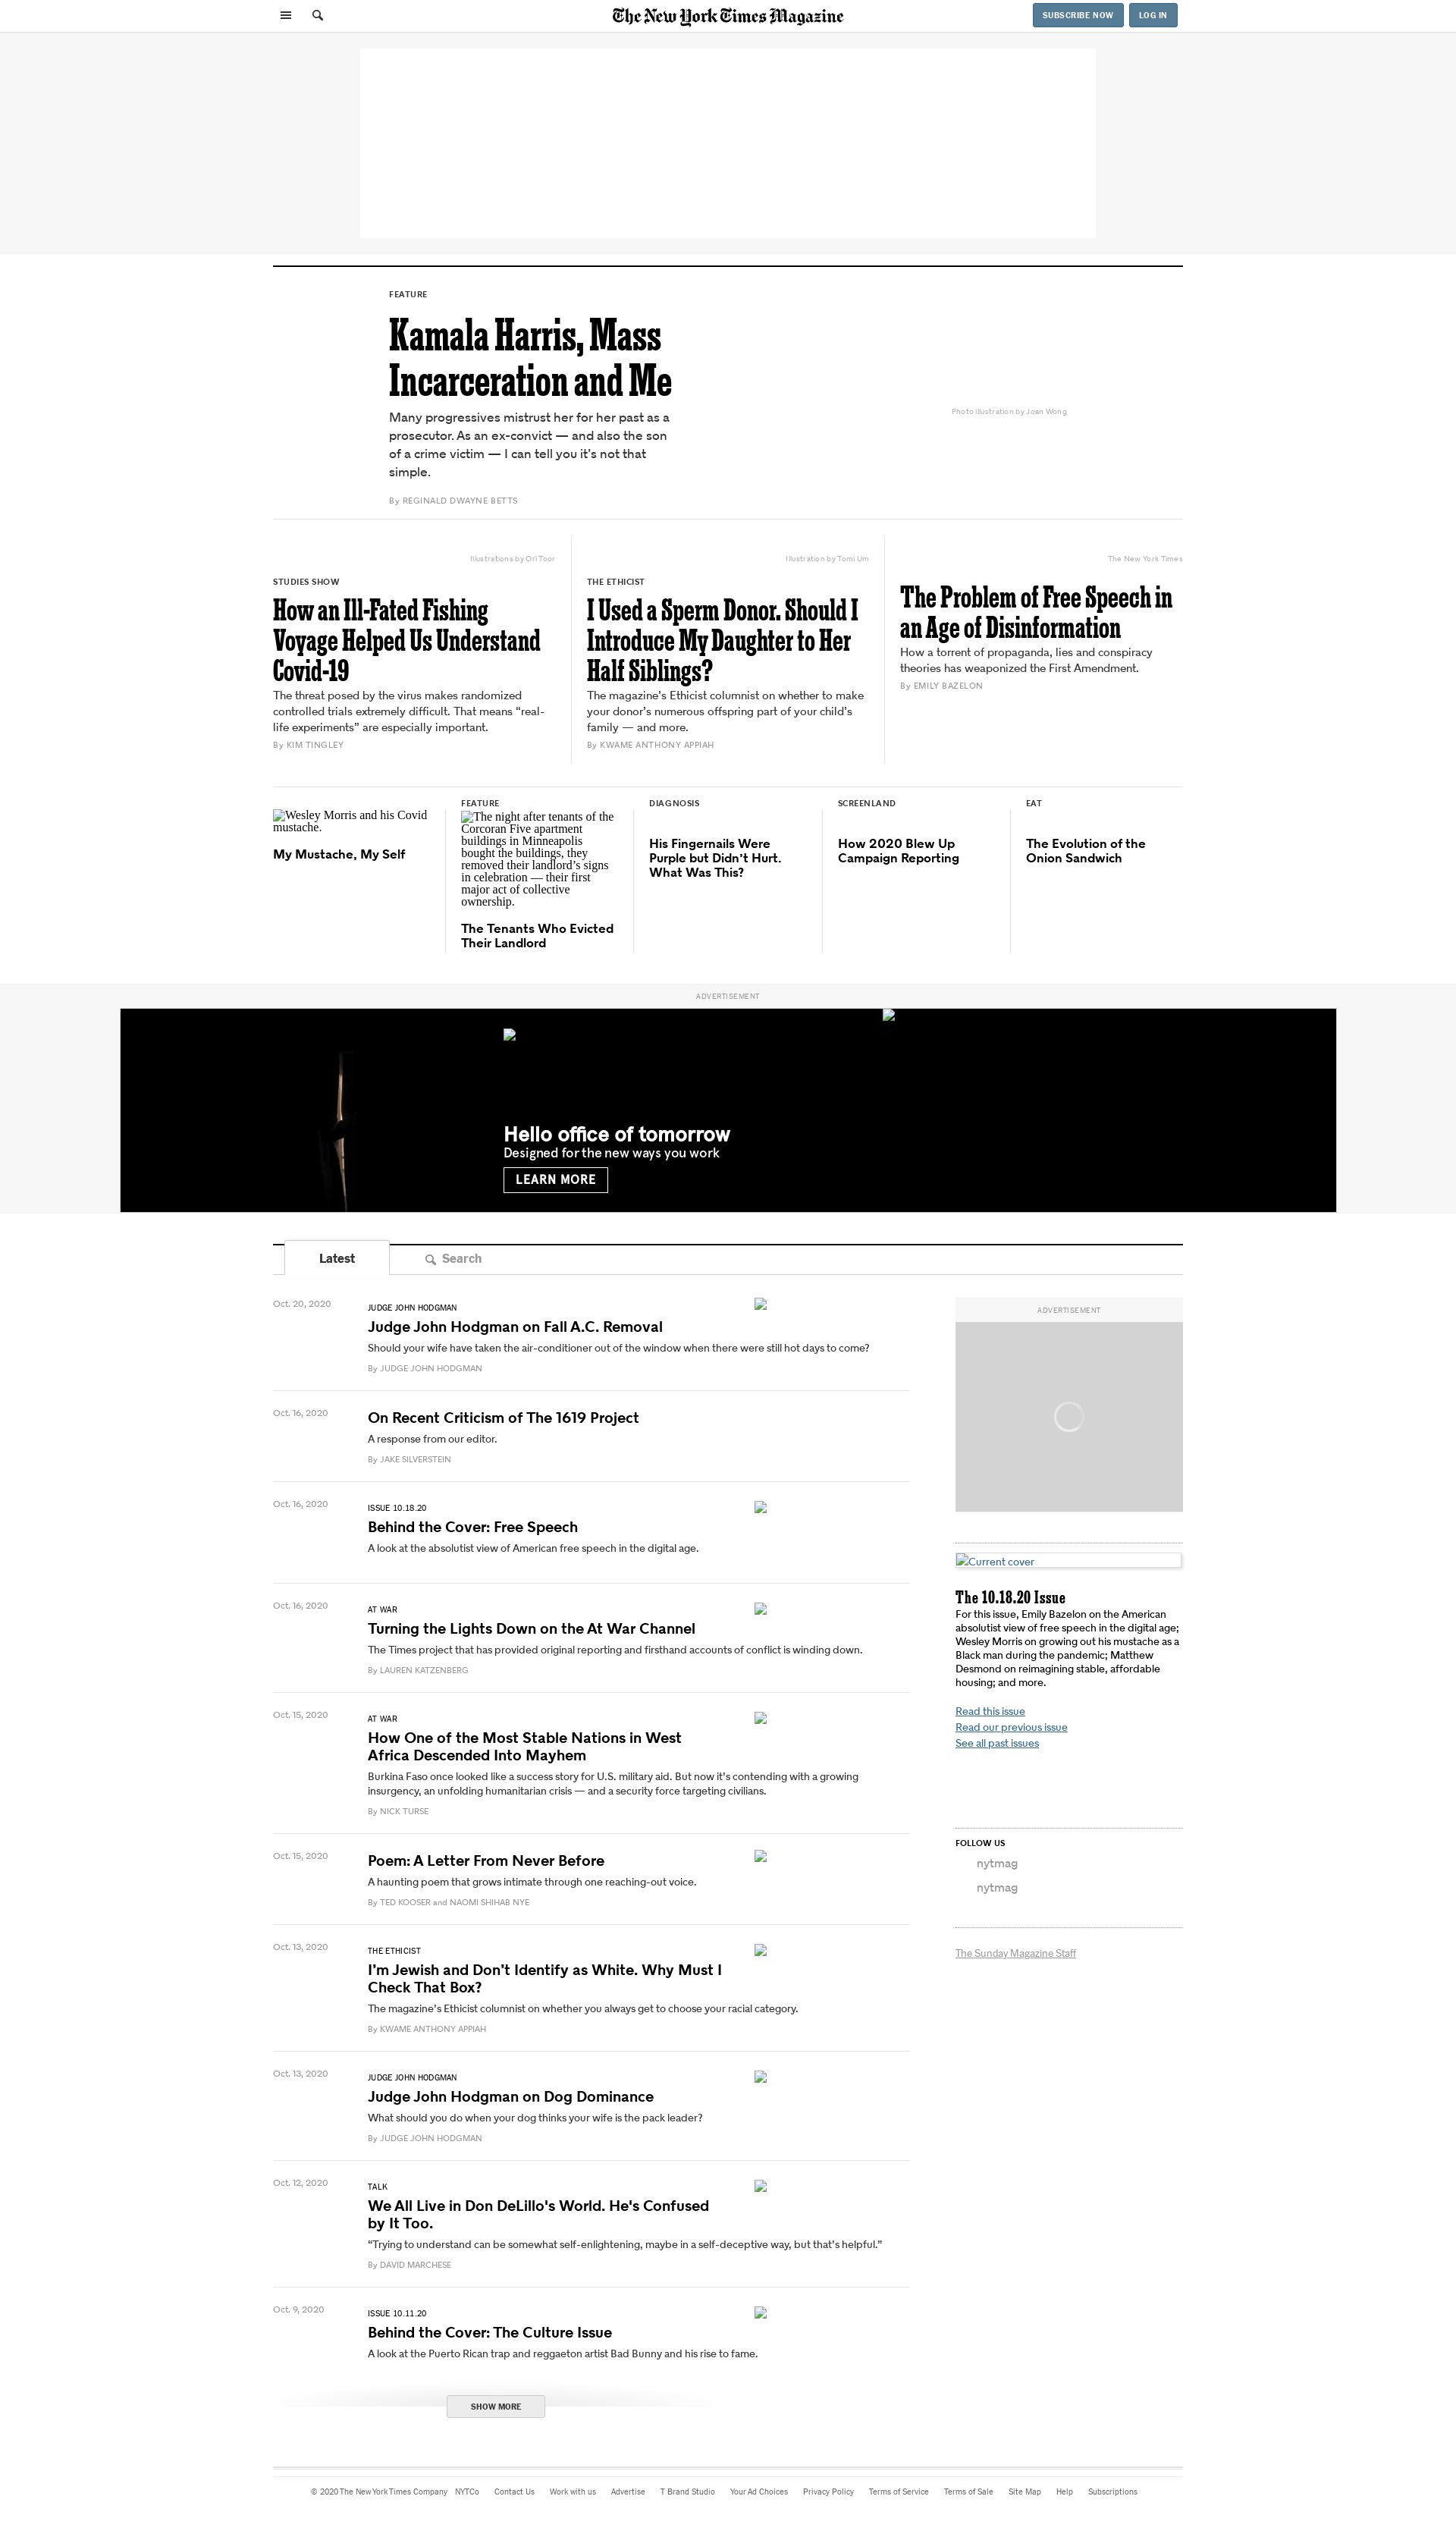 The New York Times Magazine
SUBSCRIBE NOW
LOG IN
FEATURE
Kamala Harris, Mass
Incarceration and Me
Many progressives mistrust her for her past as a
prosecutor. As an ex-convict — and also the son
of a crime victim — I can tell you it's not that
simple.
By REGINALD DWAYNE BETTS
Photo illustration by Joan Wong
Illustrations by Ori Toor
STUDIES SHOW
How an Ill-Fated Fishing
Voyage Helped Us Understand
Covid-19
The threat posed by the virus makes randomized
controlled trials extremely difficult. That means “real-
life experiments” are especially important.
By KIM TINGLEY
Illustration by Tomi Um
THE ETHICIST
I Used a Sperm Donor. Should I
Introduce My Daughter to Her
Half Siblings?
The magazine’s Ethicist columnist on whether to make
your donor’s numerous offspring part of your child’s
family — and more.
By KWAME ANTHONY APPIAH
The New York Times
The Problem of Free Speech in
an Age of Disinformation
How a torrent of propaganda, lies and conspiracy
theories has weaponized the First Amendment.
By EMILY BAZELON
Wesley Morris and his Covid
mustache.
My Mustache, My Self
FEATURE
The night after tenants of the
Corcoran Five apartment
buildings in Minneapolis
bought the buildings, they
removed their landlord’s signs
in celebration — their first
major act of collective
ownership.
The Tenants Who Evicted
Their Landlord
DIAGNOSIS
His Fingernails Were
Purple but Didn’t Hurt.
What Was This?
SCREENLAND
How 2020 Blew Up
Campaign Reporting
EAT
The Evolution of the
Onion Sandwich
ADVERTISEMENT
Hello office of tomorrow
Designed for the new ways you work
LEARN MORE
Latest
Search
Oct. 20, 2020
JUDGE JOHN HODGMAN
Judge John Hodgman on Fall A.C. Removal
Should your wife have taken the air-conditioner out of the window when there were still hot days to come?
By JUDGE JOHN HODGMAN
Oct. 16, 2020
On Recent Criticism of The 1619 Project
A response from our editor.
By JAKE SILVERSTEIN
Oct. 16, 2020
ISSUE 10.18.20
Behind the Cover: Free Speech
A look at the absolutist view of American free speech in the digital age.
Oct. 16, 2020
AT WAR
Turning the Lights Down on the At War Channel
The Times project that has provided original reporting and firsthand accounts of conflict is winding down.
By LAUREN KATZENBERG
Oct. 15, 2020
AT WAR
How One of the Most Stable Nations in West
Africa Descended Into Mayhem
Burkina Faso once looked like a success story for U.S. military aid. But now it’s contending with a growing
insurgency, an unfolding humanitarian crisis — and a security force targeting civilians.
By NICK TURSE
Oct. 15, 2020
Poem: A Letter From Never Before
A haunting poem that grows intimate through one reaching-out voice.
By TED KOOSER and NAOMI SHIHAB NYE
Oct. 13, 2020
THE ETHICIST
I’m Jewish and Don’t Identify as White. Why Must I
Check That Box?
The magazine’s Ethicist columnist on whether you always get to choose your racial category.
By KWAME ANTHONY APPIAH
Oct. 13, 2020
JUDGE JOHN HODGMAN
Judge John Hodgman on Dog Dominance
What should you do when your dog thinks your wife is the pack leader?
By JUDGE JOHN HODGMAN
Oct. 12, 2020
TALK
We All Live in Don DeLillo's World. He's Confused
by It Too.
“Trying to understand can be somewhat self-enlightening, maybe in a self-deceptive way, but that’s helpful.”
By DAVID MARCHESE
Oct. 9, 2020
ISSUE 10.11.20
Behind the Cover: The Culture Issue
A look at the Puerto Rican trap and reggaeton artist Bad Bunny and his rise to fame.
SHOW MORE
ADVERTISEMENT
Current cover
The 10.18.20 Issue
For this issue, Emily Bazelon on the American
absolutist view of free speech in the digital age;
Wesley Morris on growing out his mustache as a
Black man during the pandemic; Matthew
Desmond on reimagining stable, affordable
housing; and more.
Read this issue
Read our previous issue
See all past issues
FOLLOW US
nytmag
nytmag
The Sunday Magazine Staff
© 2020 The New York Times Company NYTCo Contact Us Work with us Advertise T Brand Studio Your Ad Choices Privacy Policy Terms of Service Terms of Sale Site Map Help Subscriptions